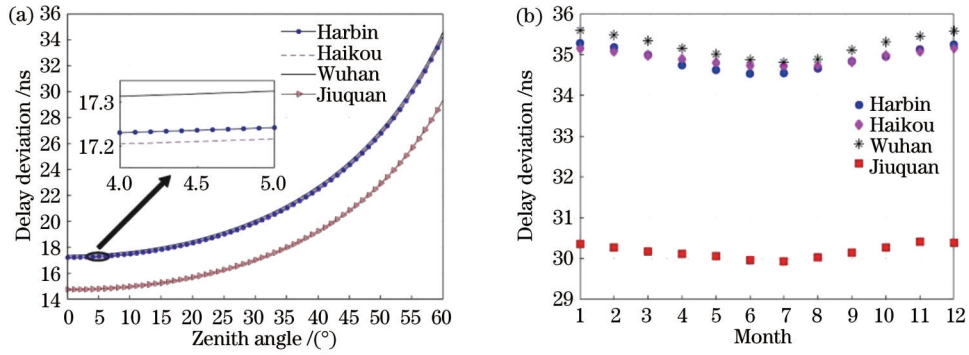 (a)
36
34
32
30
28
26
24
22
20
18
16
14
Delay deviation /ns
Harbin
Haikou
Wuhan
Jiuquan
17.3
17.2
4.0 4.5 5.0
0 5 10 15 20 25 30 35 40 45 50 55 60
Zenith angle /(°)
(b)
36
35
34
33
32
31
30
29
Delay deviation /ns
Harbin
Haikou
Wuhan
Jiuquan
1 2 3 4 5 6 7 8 9 10 11 12
Month